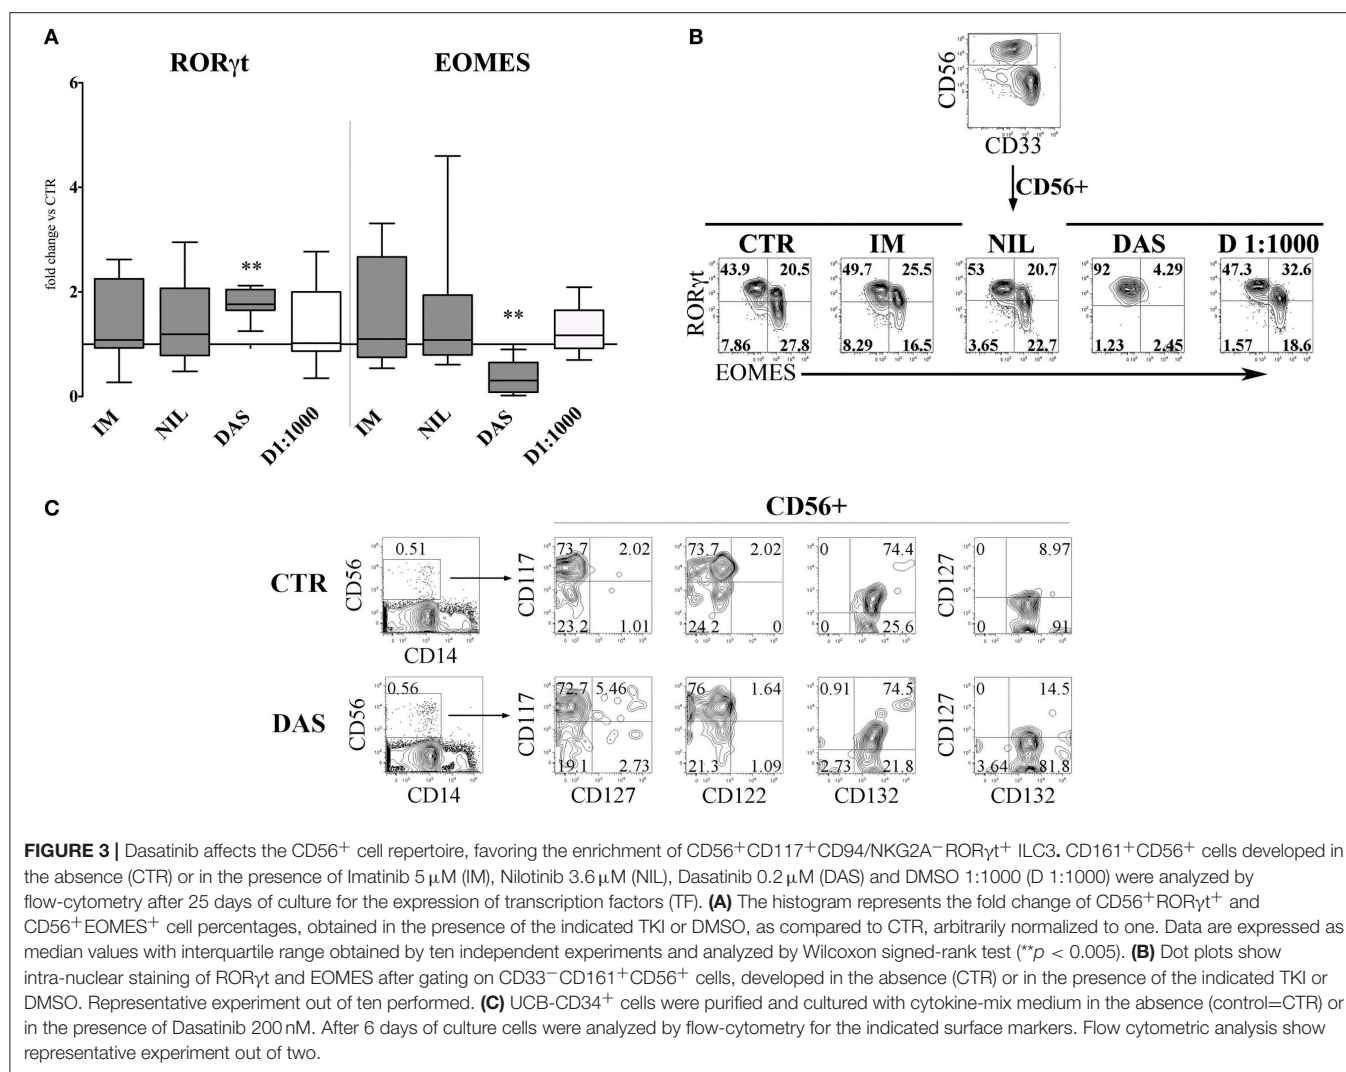 A
RORγt
EOMES
6
4
2
0
fold change vs CTR
**
**
IM
NIL
DAS
D1:1000
IM
NIL
DAS
D1:1000
B
CD56
CD33
CD56+
CTR
IM
NIL
DAS
D 1:1000
RORγt
43.9 20.5
7.86 27.8
49.7 25.5
8.29 16.5
53 20.7
3.65 22.7
92 4.29
1.23 2.45
47.3 32.6
1.57 18.6
EOMES
C
CD56+
CTR
CD56
0.51
CD14
CD117
73.7 2.02
23.2 1.01
73.7 2.02
24.2 0
0 74.4
0 25.6
CD127
0 8.97
0 91
DAS
CD56
0.56
CD14
CD117
72.7 5.46
19.1 2.73
76 1.64
21.3 1.09
0.91 74.5
2.73 21.8
CD127
0 14.5
3.64 81.8
CD127
CD122
CD132
CD132
FIGURE 3 | Dasatinib affects the CD56+ cell repertoire, favoring the enrichment of CD56+CD117+CD94/NKG2A−RORγt+ ILC3. CD161+CD56+ cells developed in
the absence (CTR) or in the presence of Imatinib 5 μM (IM), Nilotinib 3.6 μM (NIL), Dasatinib 0.2 μM (DAS) and DMSO 1:1000 (D 1:1000) were analyzed by
flow-cytometry after 25 days of culture for the expression of transcription factors (TF). (A) The histogram represents the fold change of CD56+RORγt+ and
CD56+EOMES+ cell percentages, obtained in the presence of the indicated TKI or DMSO, as compared to CTR, arbitrarily normalized to one. Data are expressed as
median values with interquartile range obtained by ten independent experiments and analyzed by Wilcoxon signed-rank test (**p < 0.005). (B) Dot plots show
intra-nuclear staining of RORγt and EOMES after gating on CD33−CD161+CD56+ cells, developed in the absence (CTR) or in the presence of the indicated TKI or
DMSO. Representative experiment out of ten performed. (C) UCB-CD34+ cells were purified and cultured with cytokine-mix medium in the absence (control=CTR) or
in the presence of Dasatinib 200 nM. After 6 days of culture cells were analyzed by flow-cytometry for the indicated surface markers. Flow cytometric analysis show
representative experiment out of two.